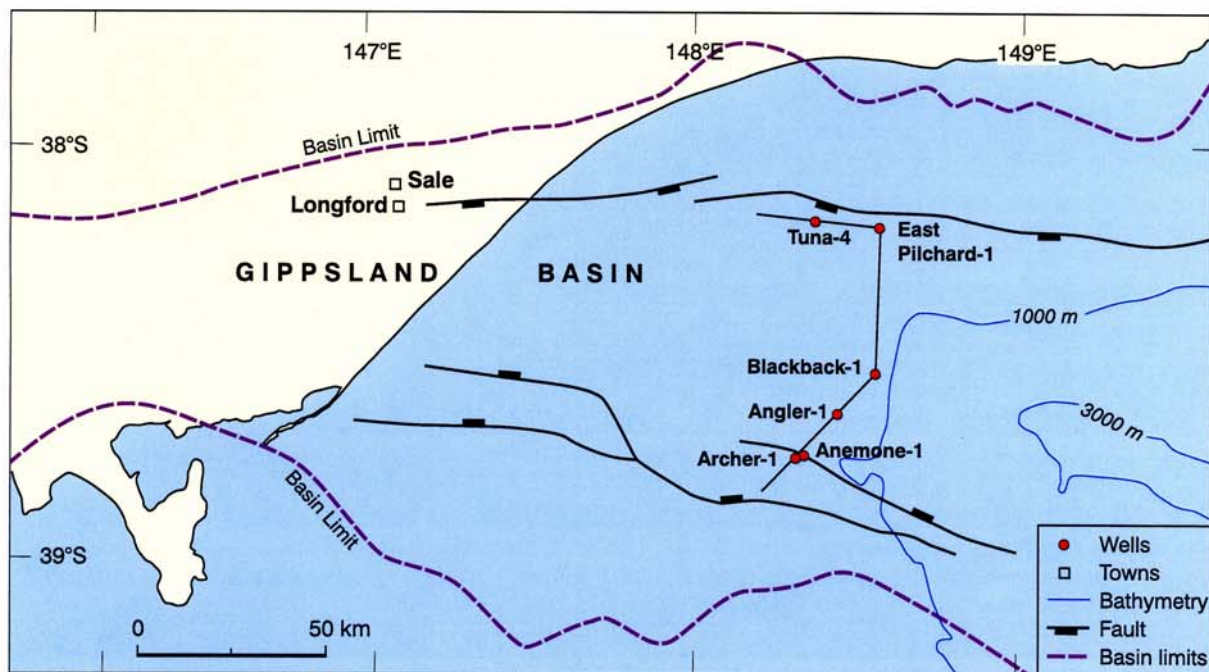 147°E
148°E
149°E
38°S
Basin Limit
Sale
Longford
Tuna-4
East
Pilchard-1
GIPPSLAND BASIN
1000 m
Blackback-1
Angler-1
3000 m
Archer-1
Anemone-1
Basin Limit
39°S
0 50 km
Wells
Towns
Bathymetry
Fault
Basin limits